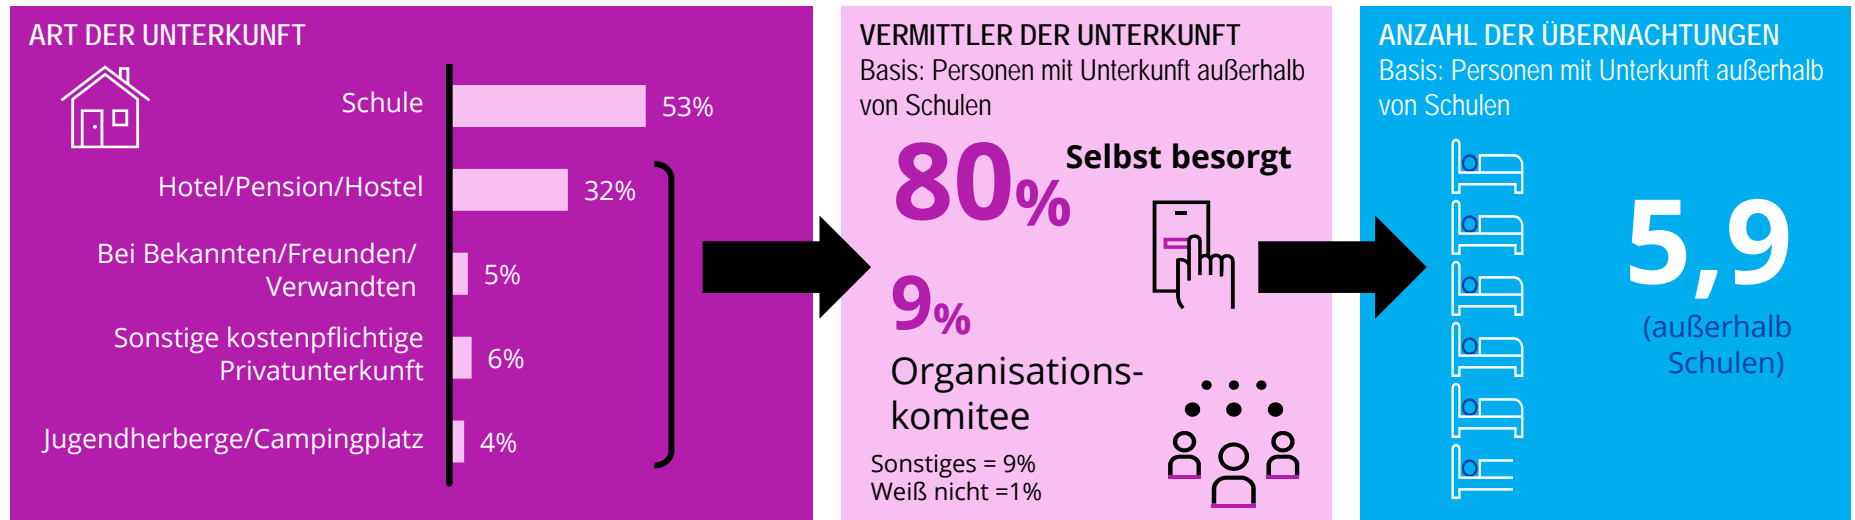 ART DER UNTERKUNFT
Schule
53%
Hotel/Pension/Hostel
32%
Bei Bekannten/Freunden/
Verwandten
5%
Sonstige kostenpflichtige
Privatunterkunft
6%
Jugendherberge/Campingplatz
4%
VERMITTLER DER UNTERKUNFT
Basis: Personen mit Unterkunft außerhalb
von Schulen
80%
Selbst besorgt
9%
Organisations-
komitee
Sonstiges = 9%
Weiß nicht =1%
ANZAHL DER ÜBERNACHTUNGEN
Basis: Personen mit Unterkunft außerhalb
von Schulen
5,9
(außerhalb
Schulen)